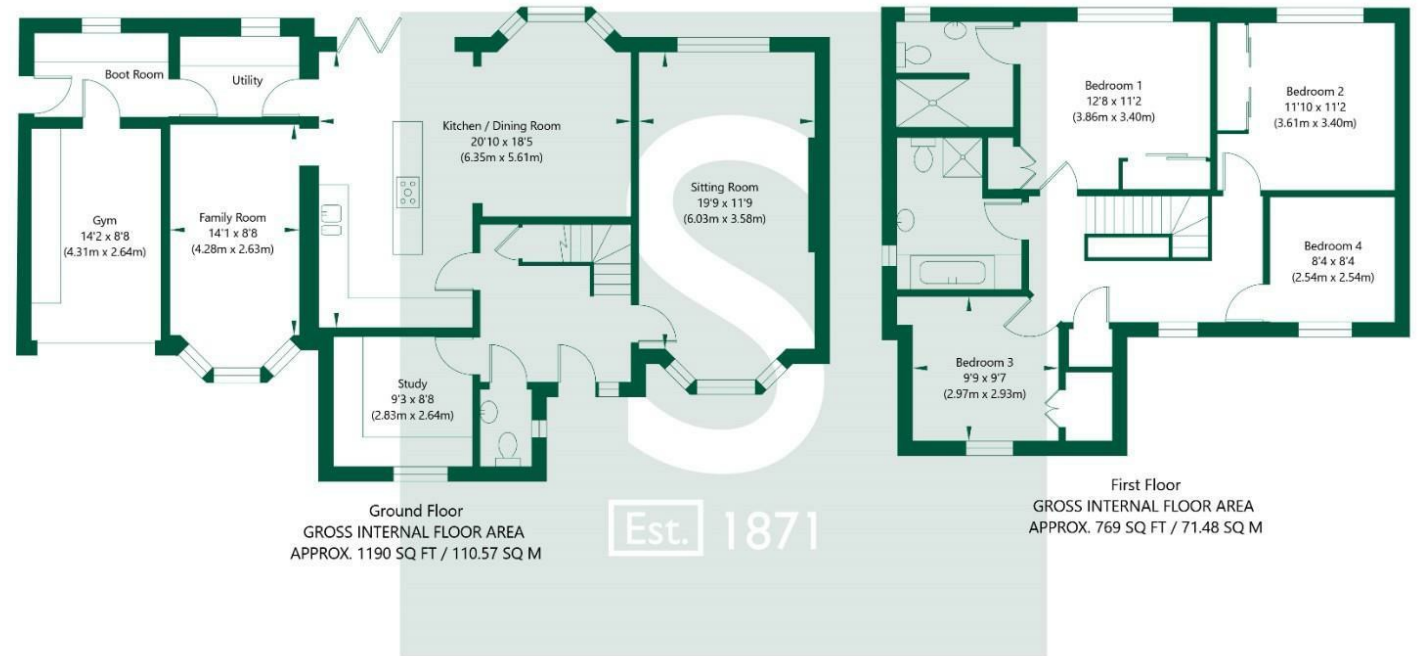 Boot Room
Utility
Kitchen / Dining Room
20'10 x 18'5
(6.35m x 5.61m)
Gym
14'2 x 8'8
(4.31m x 2.64m)
Family Room
14'1 x 8'8
(4.28m x 2.63m)
Sitting Room
19'9 x 11'9
(6.03m x 3.58m)
Study
9'3 x 8'8
(2.83m x 2.64m)
Ground Floor
GROSS INTERNAL FLOOR AREA
APPROX. 1190 SQ FT / 110.57 SQ M
Bedroom 1
12'8 x 11'2
(3.86m x 3.40m)
Bedroom 2
11'10 x 11'2
(3.61m x 3.40m)
Bedroom 4
8'4 x 8'4
(2.54m x 2.54m)
Bedroom 3
9'9 x 9'7
(2.97m x 2.93m)
First Floor
GROSS INTERNAL FLOOR AREA
APPROX. 769 SQ FT / 71.48 SQ M
S
Est. 1871